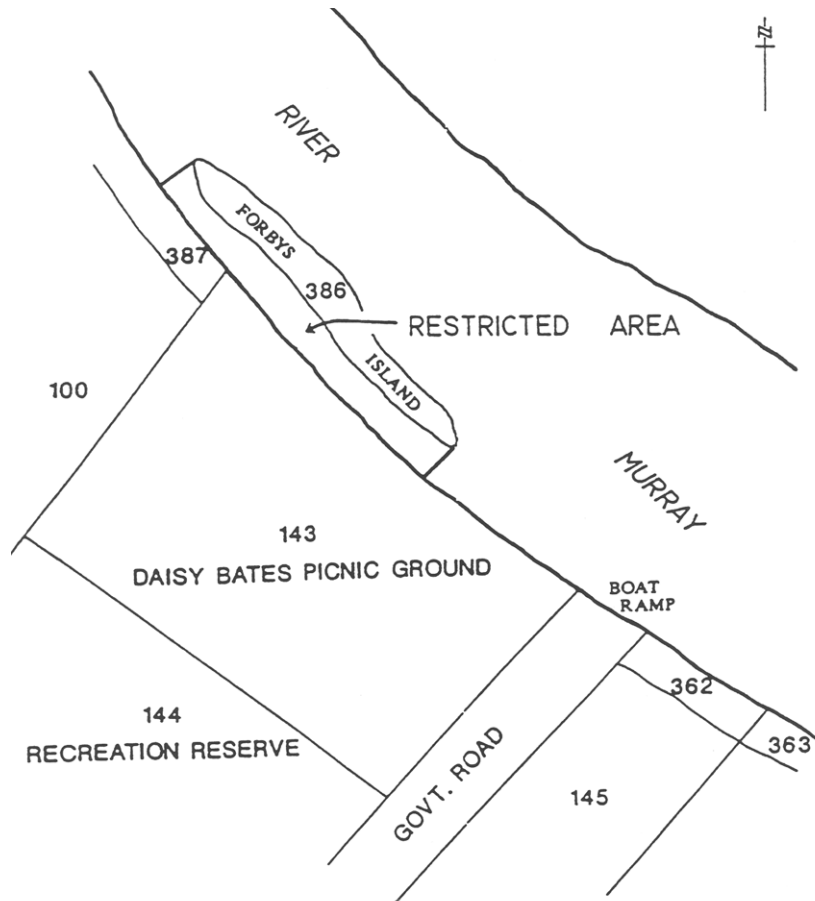 N
RIVER
FORBYS
387
386
RESTRICTED AREA
ISLAND
100
MURRAY
143
DAISY BATES PICNIC GROUND
BOAT
RAMP
362
144
RECREATION RESERVE
363
GOVT. ROAD
145